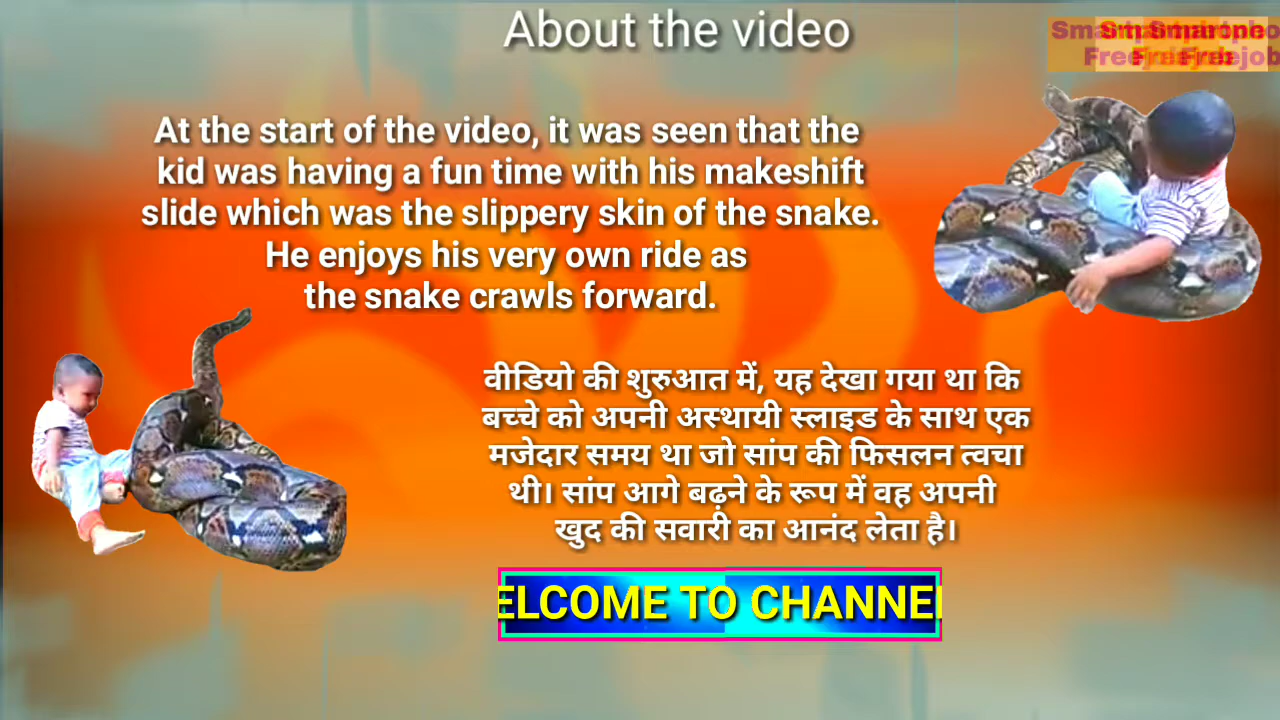 About the video
At the start of the video, it was seen that the
kid was having a fun time with his makeshift
slide which was the slippery skin of the snake.
He enjoys his very own ride as
the snake crawls forward.
वीडियो की शुरुआत में, यह देखा गया था कि
बच्चे को अपनी अस्थायी स्लाइड के साथ एक
मजेदार समय था जो सांप की फिसलन त्वचा
थी। सांप आगे बढ़ने के रूप में वह अपनी
खुद की सवारी का आनंद लेता है।
ELCOME TO CHANNEL